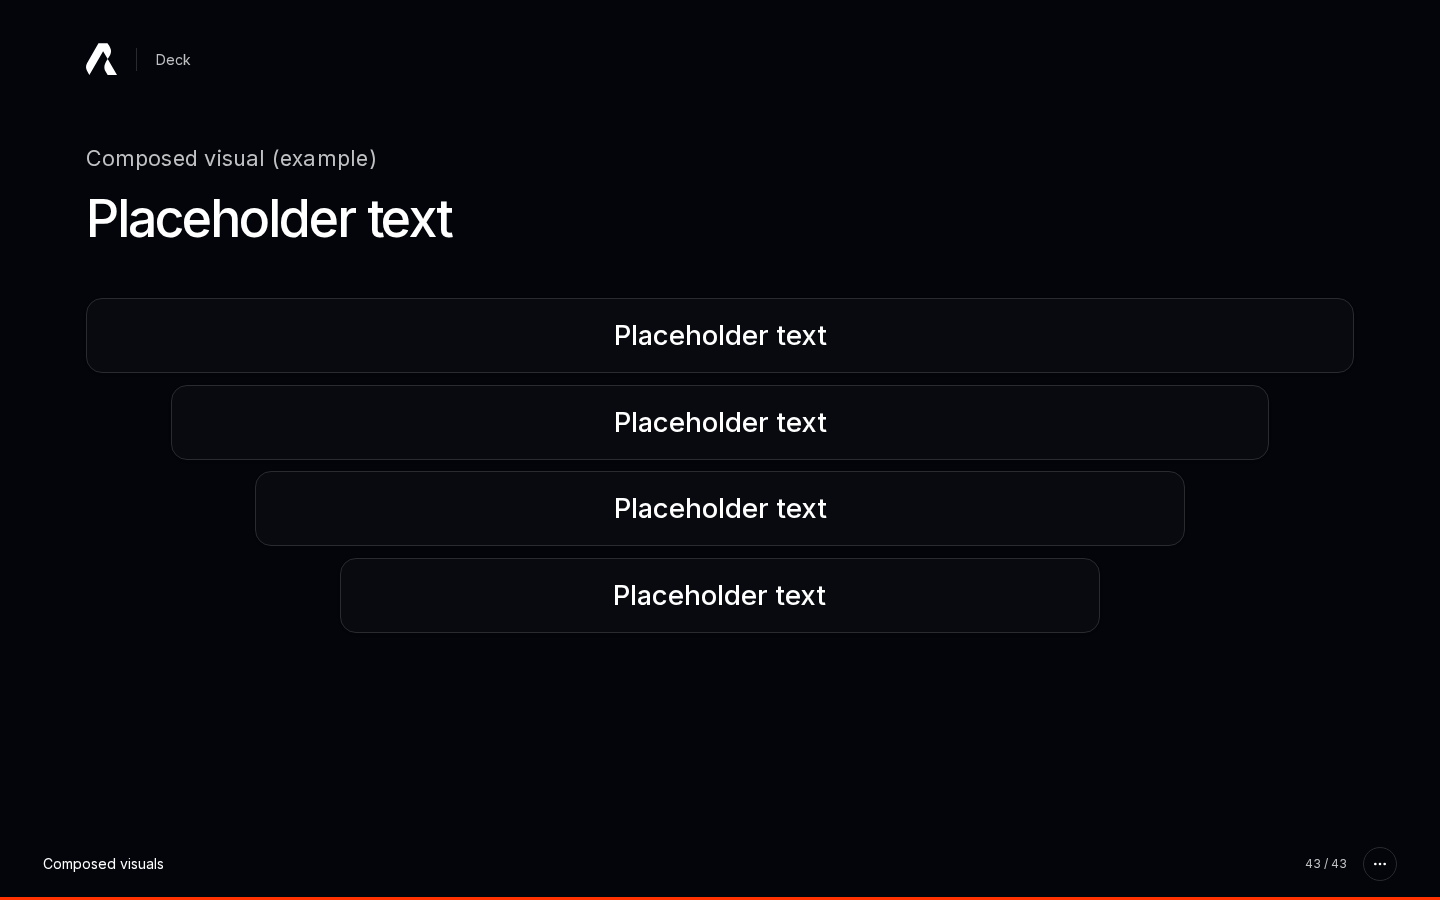 Deck
Composed visual (example)
Placeholder text
Placeholder text
Placeholder text
Placeholder text
Placeholder text
Composed visuals
43 / 43